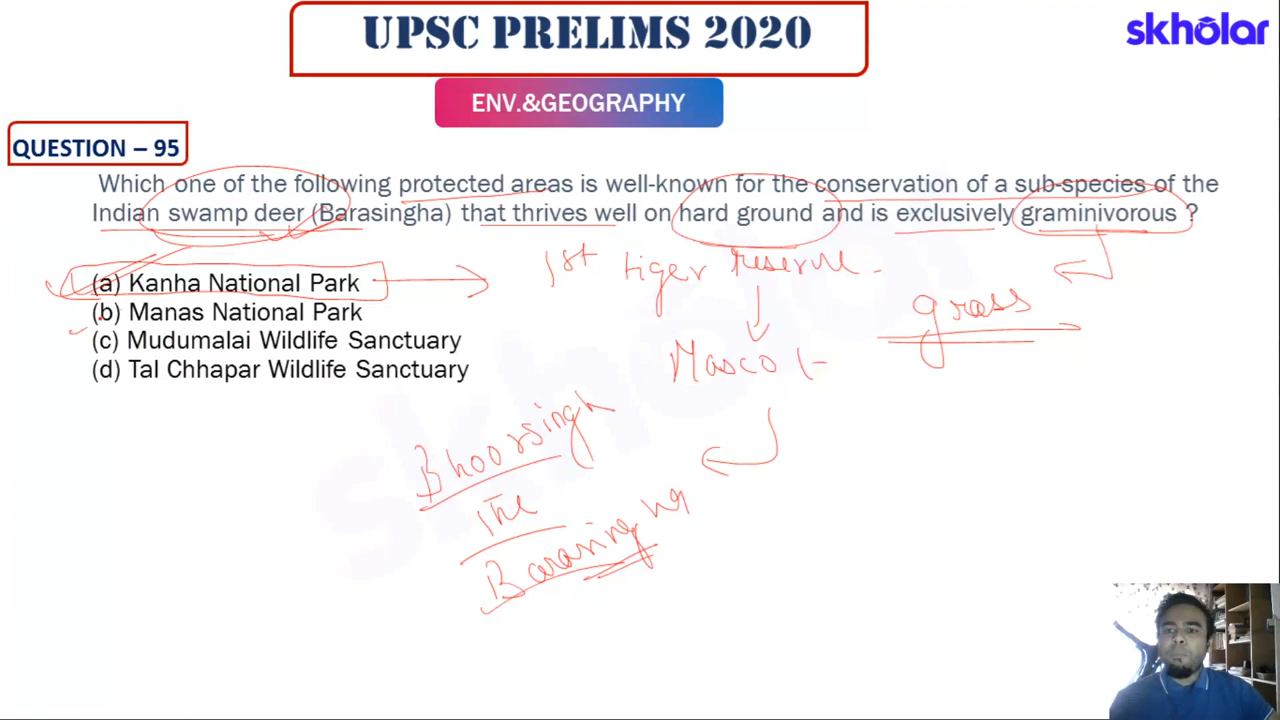 UPSC PRELIMS 2020
skholar
ENV.&GEOGRAPHY
QUESTION – 95
Which one of the following protected areas is well-known for the conservation of a sub-species of the
Indian swamp deer (Barasingha) that thrives well on hard ground and is exclusively graminivorous ?
(a) Kanha National Park
(b) Manas National Park
(c) Mudumalai Wildlife Sanctuary
(d) Tal Chhapar Wildlife Sanctuary
1st tiger reserve
grass
Mascot
Bhoorsingh
the
Barasingha